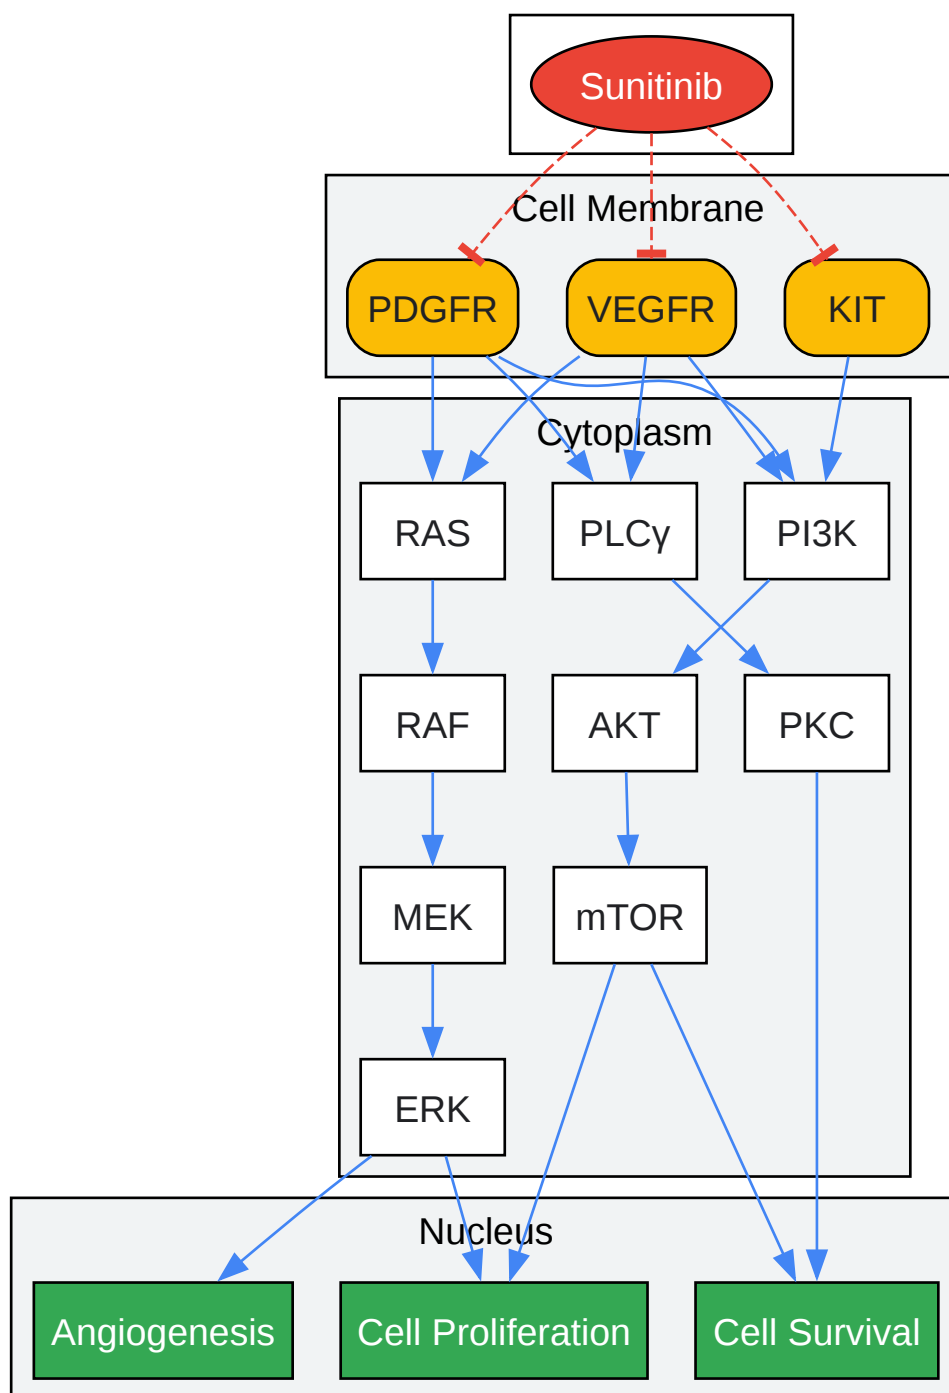 Sunitinib
Cell Membrane
PDGFR
VEGFR
KIT
Cytoplasm
RAS
PLCγ
PI3K
RAF
AKT
PKC
MEK
mTOR
ERK
Nucleus
Angiogenesis
Cell Proliferation
Cell Survival